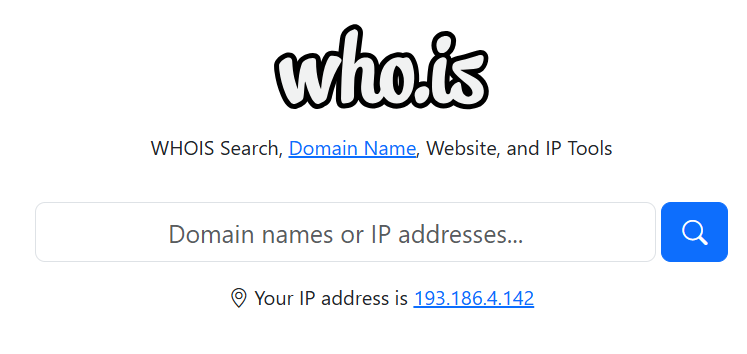 who.is
WHOIS Search, Domain Name, Website, and IP Tools
Domain names or IP addresses...
Your IP address is 193.186.4.142